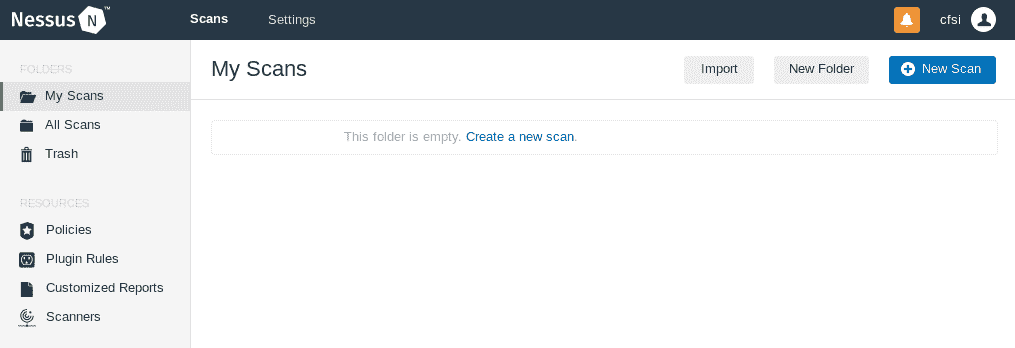 Nessus N ™
Scans
Settings
cfsi
FOLDERS
My Scans
All Scans
Trash
RESOURCES
Policies
Plugin Rules
Customized Reports
Scanners
My Scans
Import
New Folder
New Scan
This folder is empty. Create a new scan.